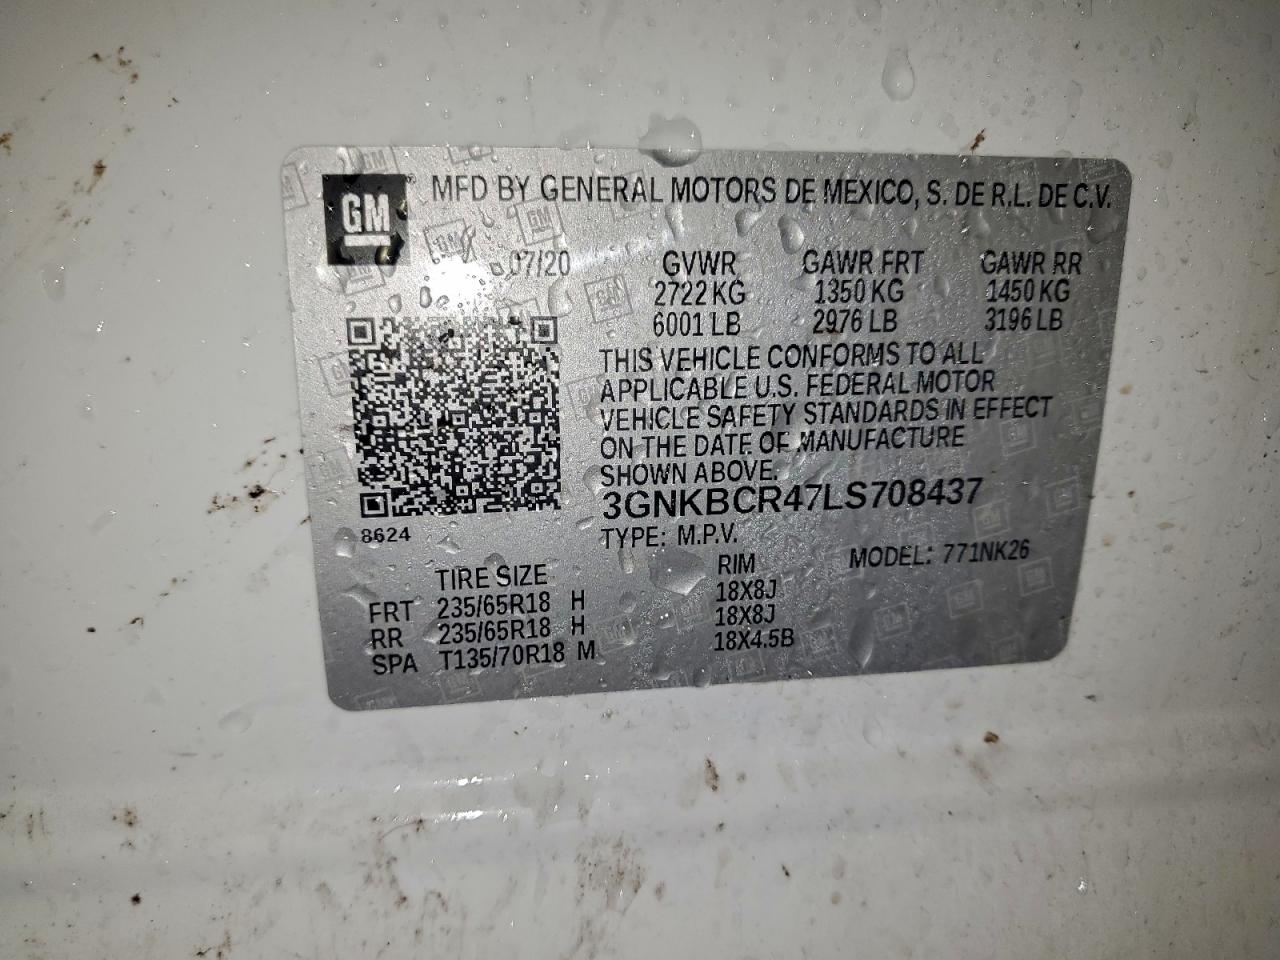 GM
MFD BY GENERAL MOTORS DE MEXICO, S. DE R.L. DE C.V.
07/20
GVWR GAWR FRT GAWR RR
2722 KG 1350 KG 1450 KG
6001 LB 2976 LB 3196 LB
THIS VEHICLE CONFORMS TO ALL
APPLICABLE U.S. FEDERAL MOTOR
VEHICLE SAFETY STANDARDS IN EFFECT
ON THE DATE OF MANUFACTURE
SHOWN ABOVE.
3GNKBCR47LS708437
8624
TYPE: M.P.V.
MODEL: 771NK26
TIRE SIZE RIM
FRT 235/65R18 H 18X8J
RR 235/65R18 H 18X8J
SPA T135/70R18 M 18X4.5B